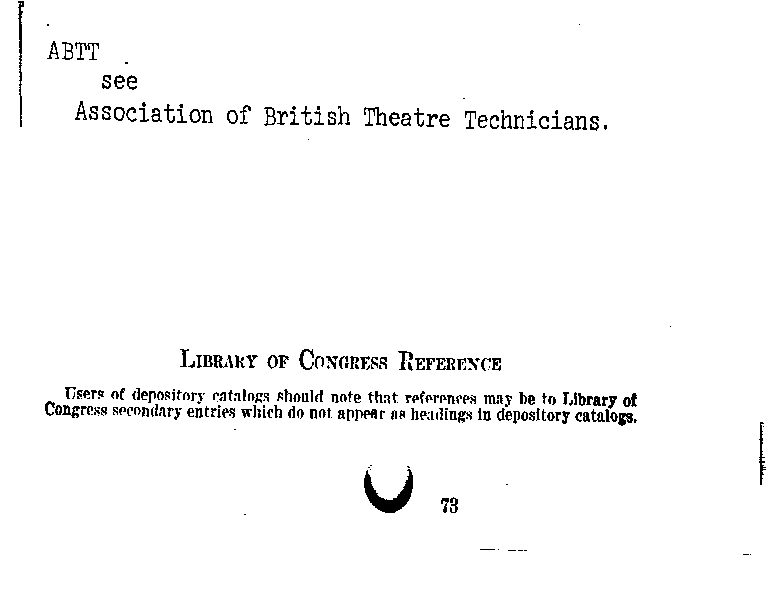 ABTT
see
Association of British Theatre Technicians.
LIBRARY OF CONGRESS REFERENCE
Users of depository catalogs should note that references may be to Library of
Congress secondary entries which do not appear as headings in depository catalogs.
73